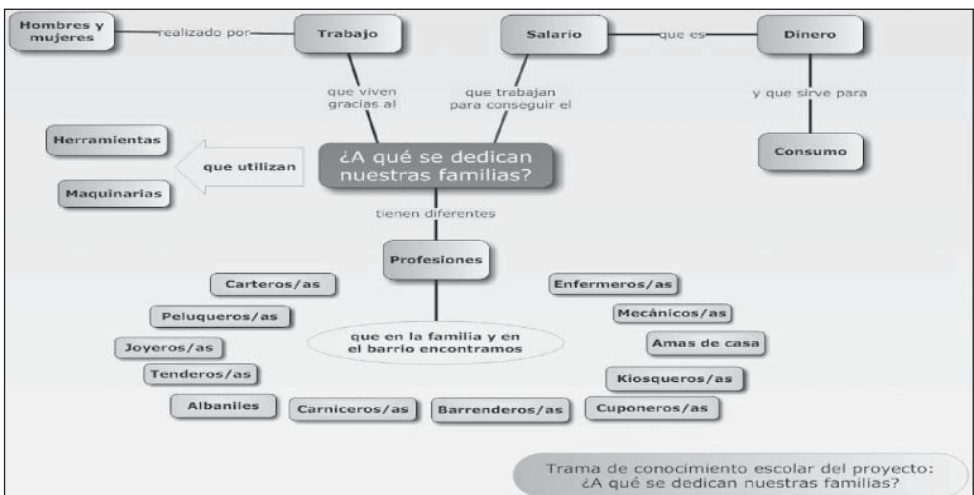 Hombres y
mujeres
realizado por
Trabajo
Salario
que es
Dinero
que viven
gracias al
que trabajan
para conseguir el
y que sirve para
Herramientas
Maquinarias
que utilizan
¿A qué se dedican
nuestras familias?
Consumo
tienen diferentes
Profesiones
que en la familia y en
el barrio encontramos
Carteros/as
Peluqueros/as
Joyeros/as
Tenderos/as
Albaniles
Carniceros/as
Barrenderos/as
Cuponeros/as
Kiosqueros/as
Amas de casa
Mecánicos/as
Enfermeros/as
Trama de conocimiento escolar del proyecto:
¿A qué se dedican nuestras familias?